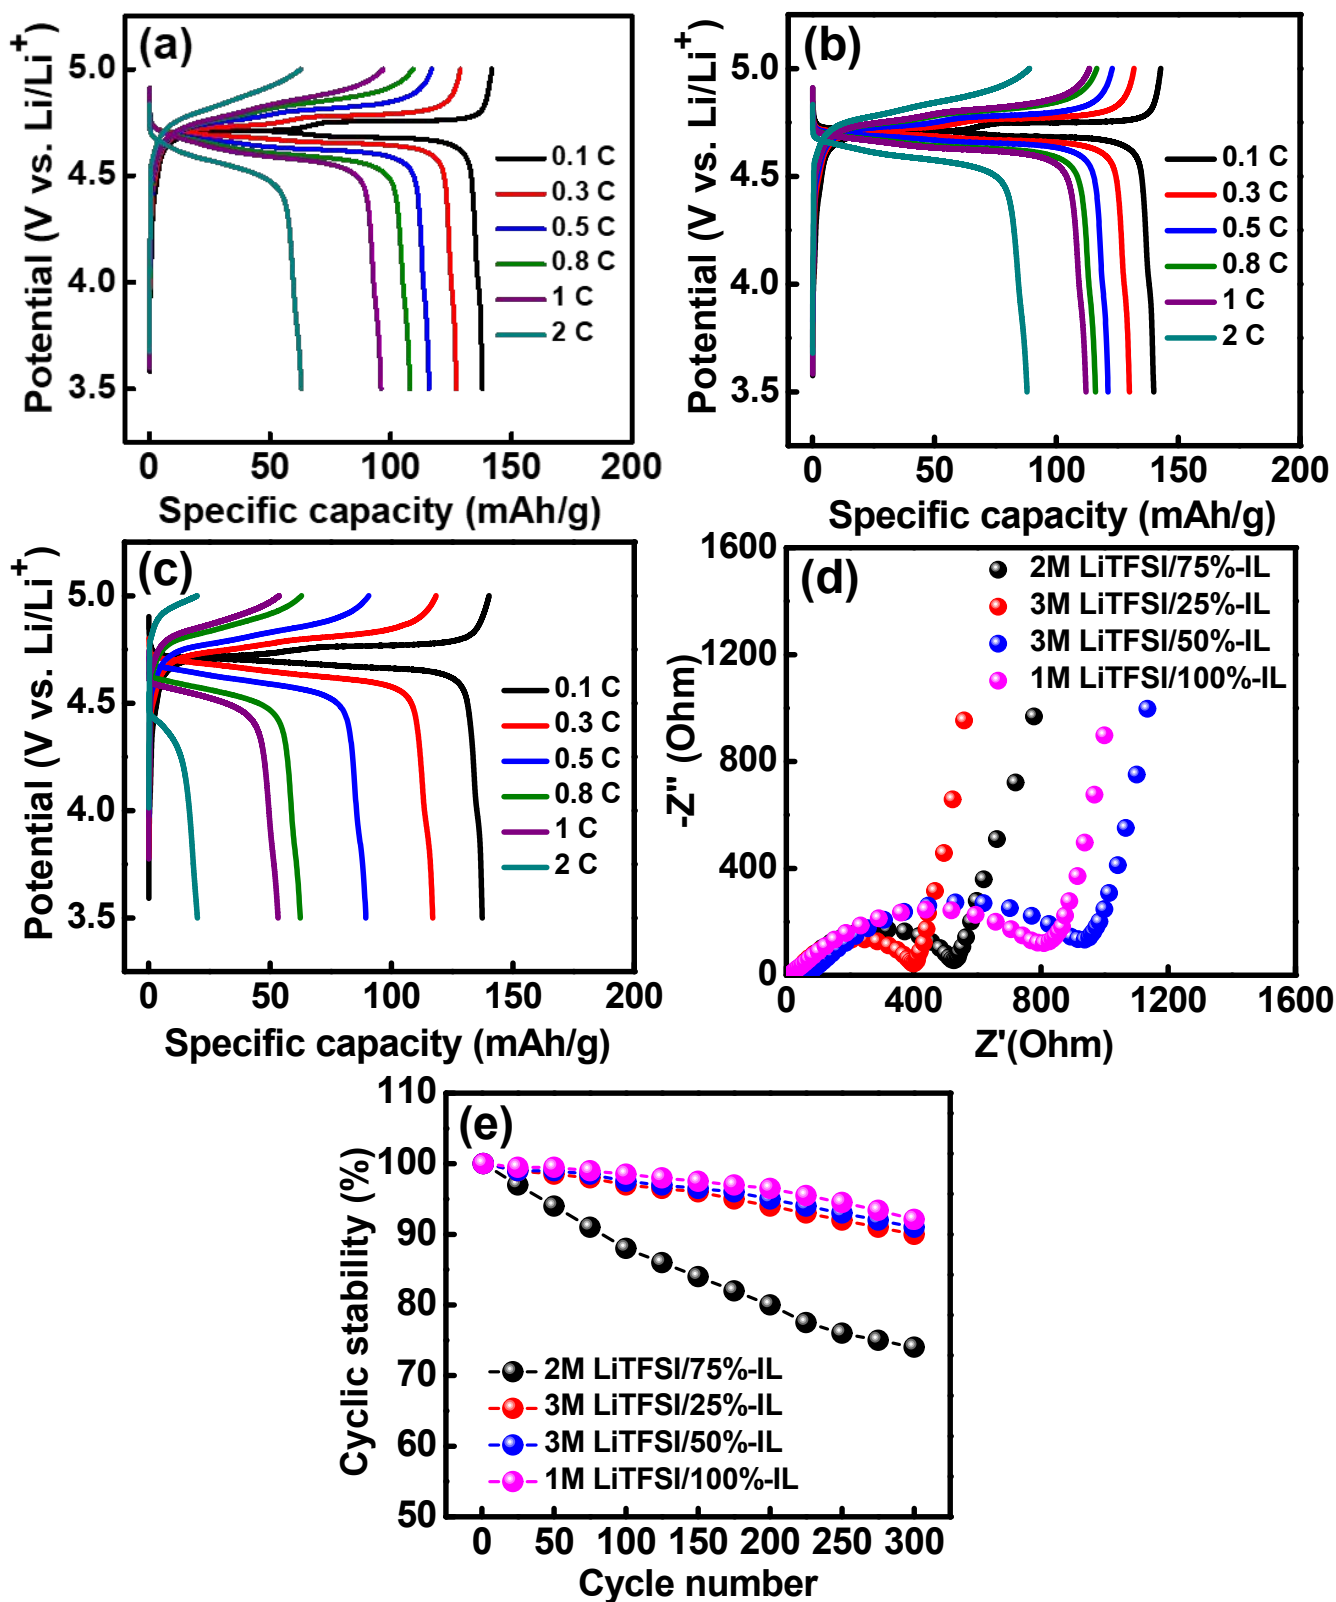 (a)
Potential (V vs. Li/Li+)
5.0
4.5
4.0
3.5
0.1 C
0.3 C
0.5 C
0.8 C
1 C
2 C
0 50 100 150 200
Specific capacity (mAh/g)
(b)
Potential (V vs. Li/Li+)
5.0
4.5
4.0
3.5
0.1 C
0.3 C
0.5 C
0.8 C
1 C
2 C
0 50 100 150 200
Specific capacity (mAh/g)
(c)
Potential (V vs. Li/Li+)
5.0
4.5
4.0
3.5
0.1 C
0.3 C
0.5 C
0.8 C
1 C
2 C
0 50 100 150 200
Specific capacity (mAh/g)
(d)
-Z'' (Ohm)
1600
1200
800
400
0
2M LiTFSI/75%-IL
3M LiTFSI/25%-IL
3M LiTFSI/50%-IL
1M LiTFSI/100%-IL
0 400 800 1200 1600
Z'(Ohm)
(e)
Cyclic stability (%)
110
100
90
80
70
60
50
2M LiTFSI/75%-IL
3M LiTFSI/25%-IL
3M LiTFSI/50%-IL
1M LiTFSI/100%-IL
0 50 100 150 200 250 300
Cycle number